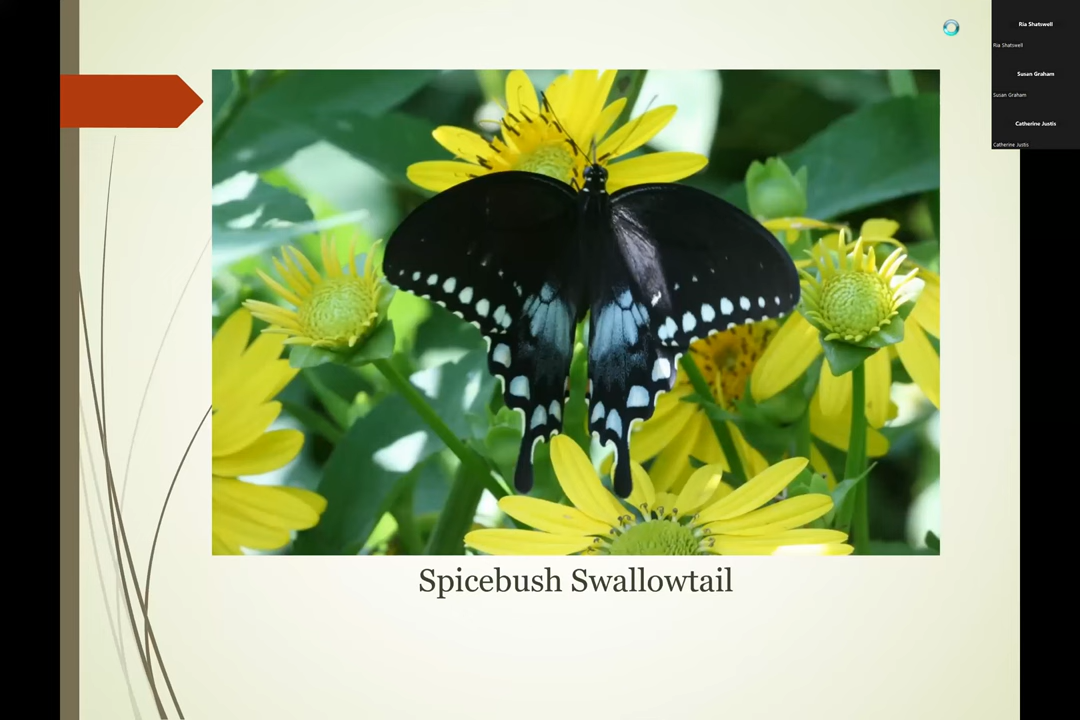 Ria Shatswell
Ria Shatswell
Susan Graham
Susan Graham
Catherine Justis
Catherine Justis
Spicebush Swallowtail